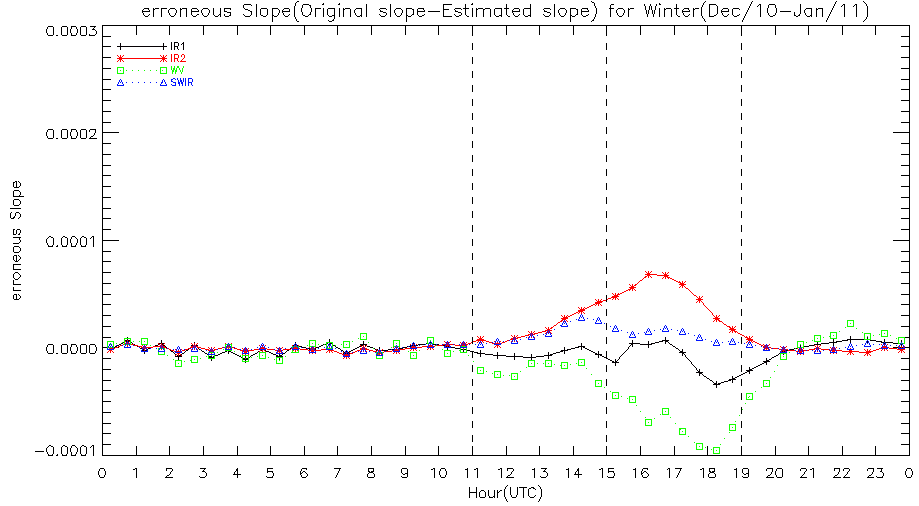 erroneous Slope(Original slope−Estimated slope) for Winter(Dec/10−Jan/11)
0.0003
IR1
IR2
WV
SWIR
0.0002
0.0001
0.0000
−0.0001
erroneous Slope
0 1 2 3 4 5 6 7 8 9 10 11 12 13 14 15 16 17 18 19 20 21 22 23 0
Hour(UTC)